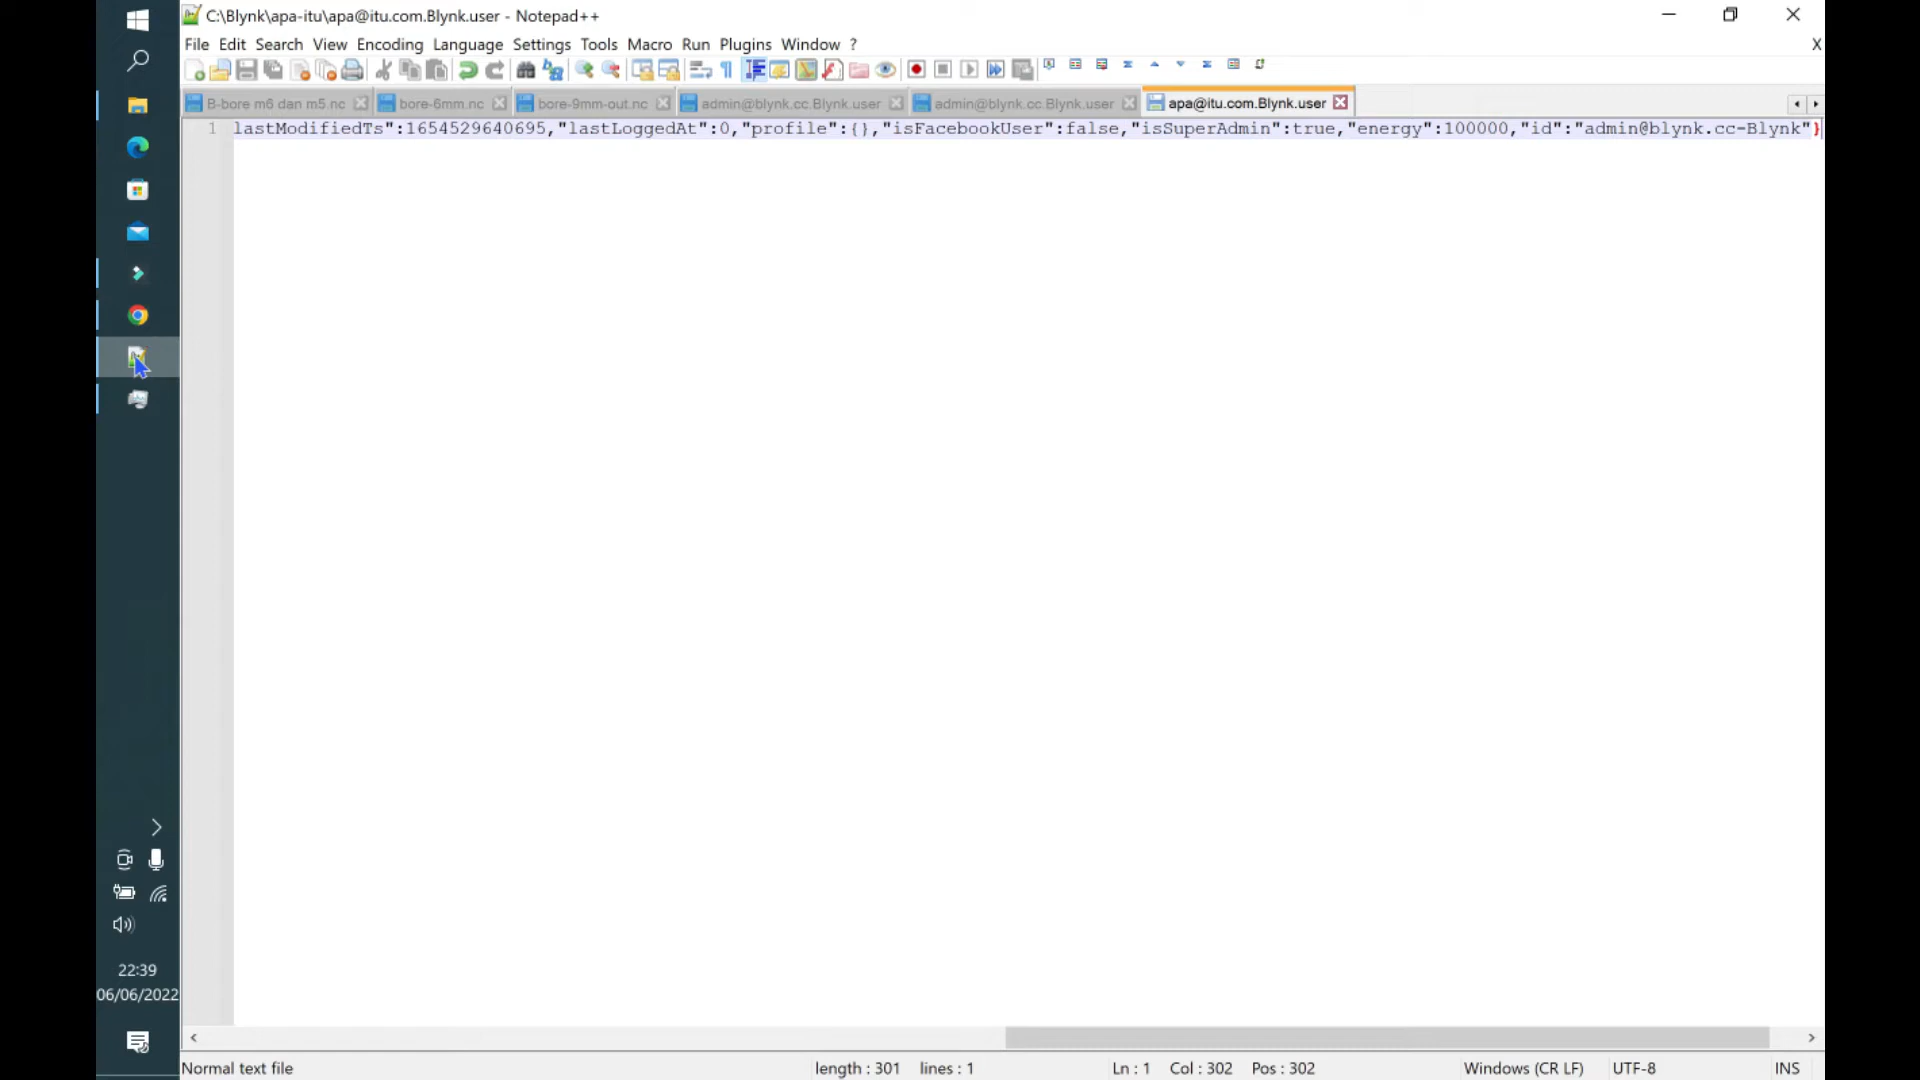 C:\Blynk\apa-itu\apa@itu.com.Blynk.user - Notepad++
File Edit Search View Encoding Language Settings Tools Macro Run Plugins Window ?
X
B-bore m6 dan m5.nc bore-6mm.nc bore-9mm-out.nc admin@blynk.cc.Blynk.user admin@blynk.cc.Blynk.user apa@itu.com.Blynk.user
1 lastModifiedTs":1654529640695,"lastLoggedAt":0,"profile":{},"isFacebookUser":false,"isSuperAdmin":true,"energy":100000,"id":"admin@blynk.cc-Blynk"}
22:39
06/06/2022
Normal text file length : 301 lines : 1 Ln : 1 Col : 302 Pos : 302 Windows (CR LF) UTF-8 INS